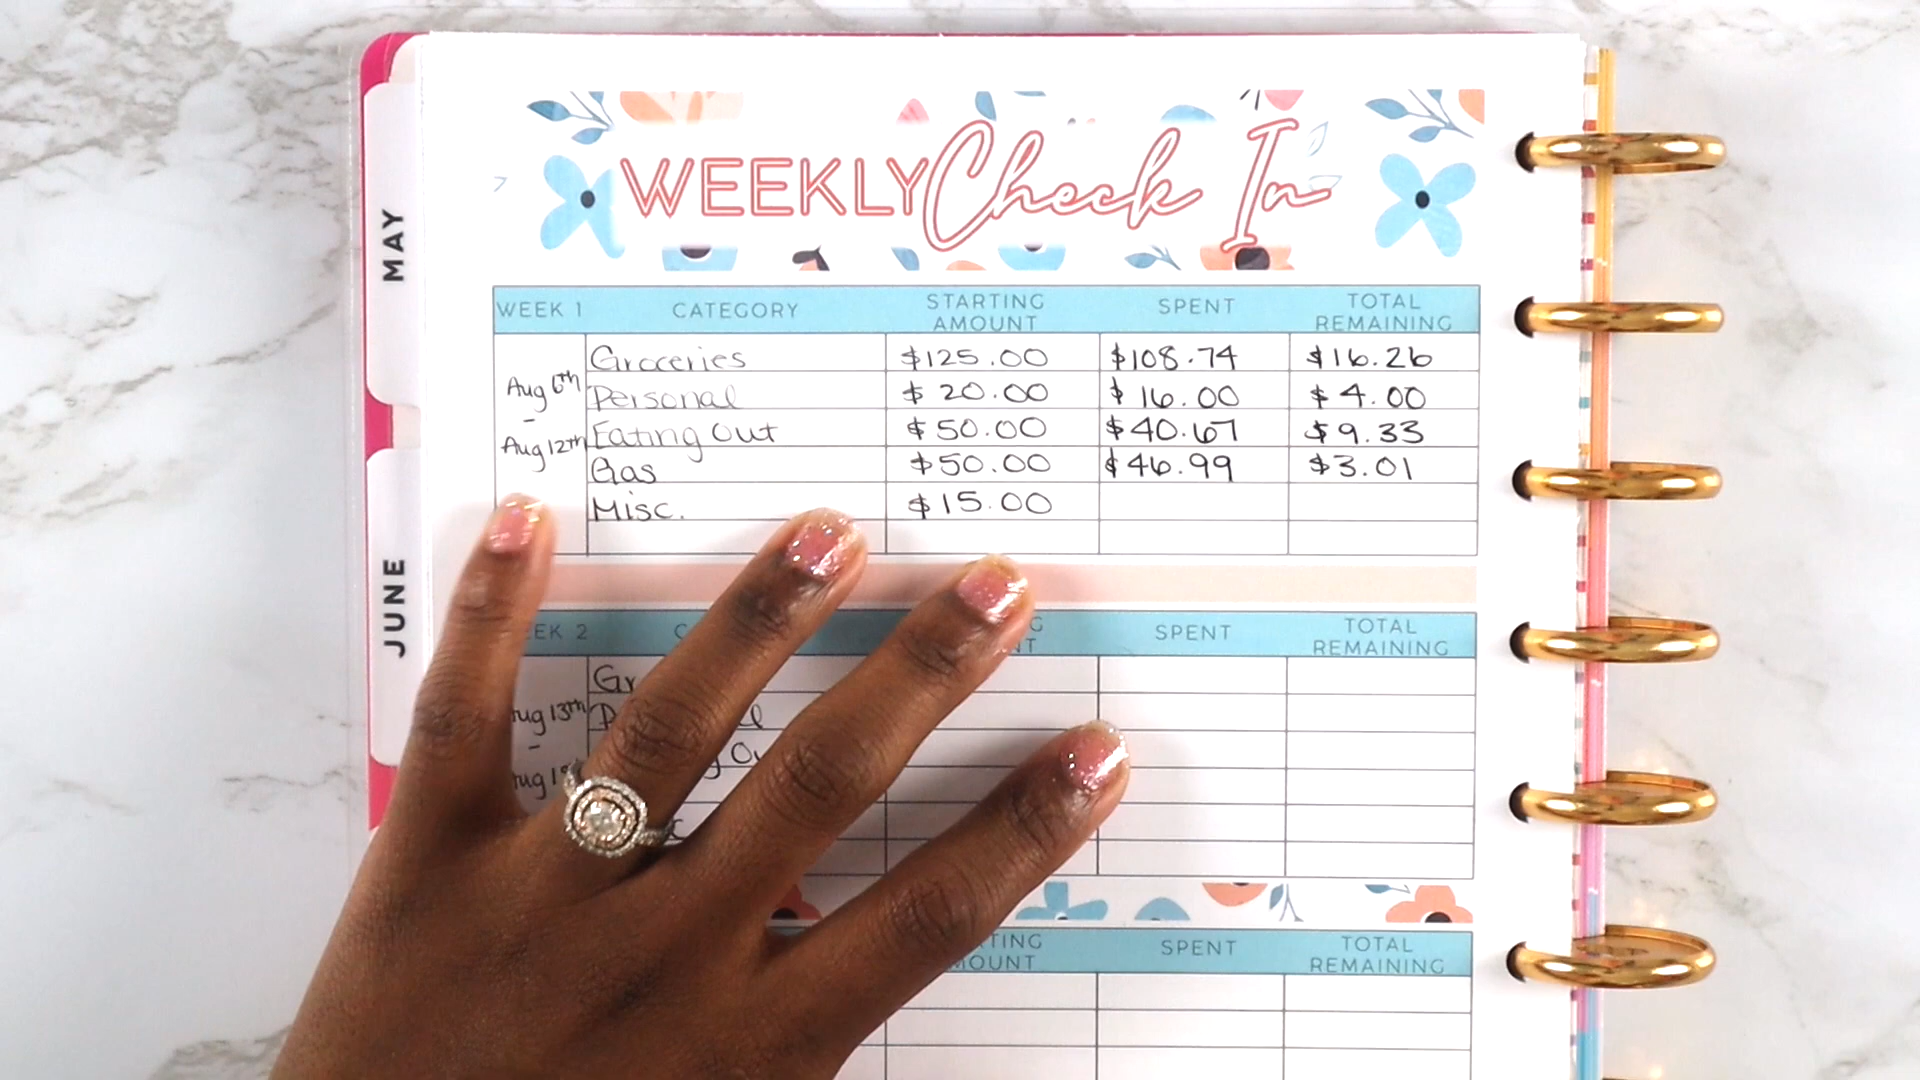 WEEKLY Check In
MAY
JUNE
WEEK 1 CATEGORY STARTING AMOUNT SPENT TOTAL REMAINING
Aug 6th - Aug 12th
Groceries $125.00 $108.74 $16.26
Personal $20.00 $16.00 $4.00
Eating Out $50.00 $40.67 $9.33
Gas $50.00 $46.99 $3.01
Misc. $15.00
EK 2 SPENT TOTAL REMAINING
Aug 13th -
SPENT TOTAL REMAINING